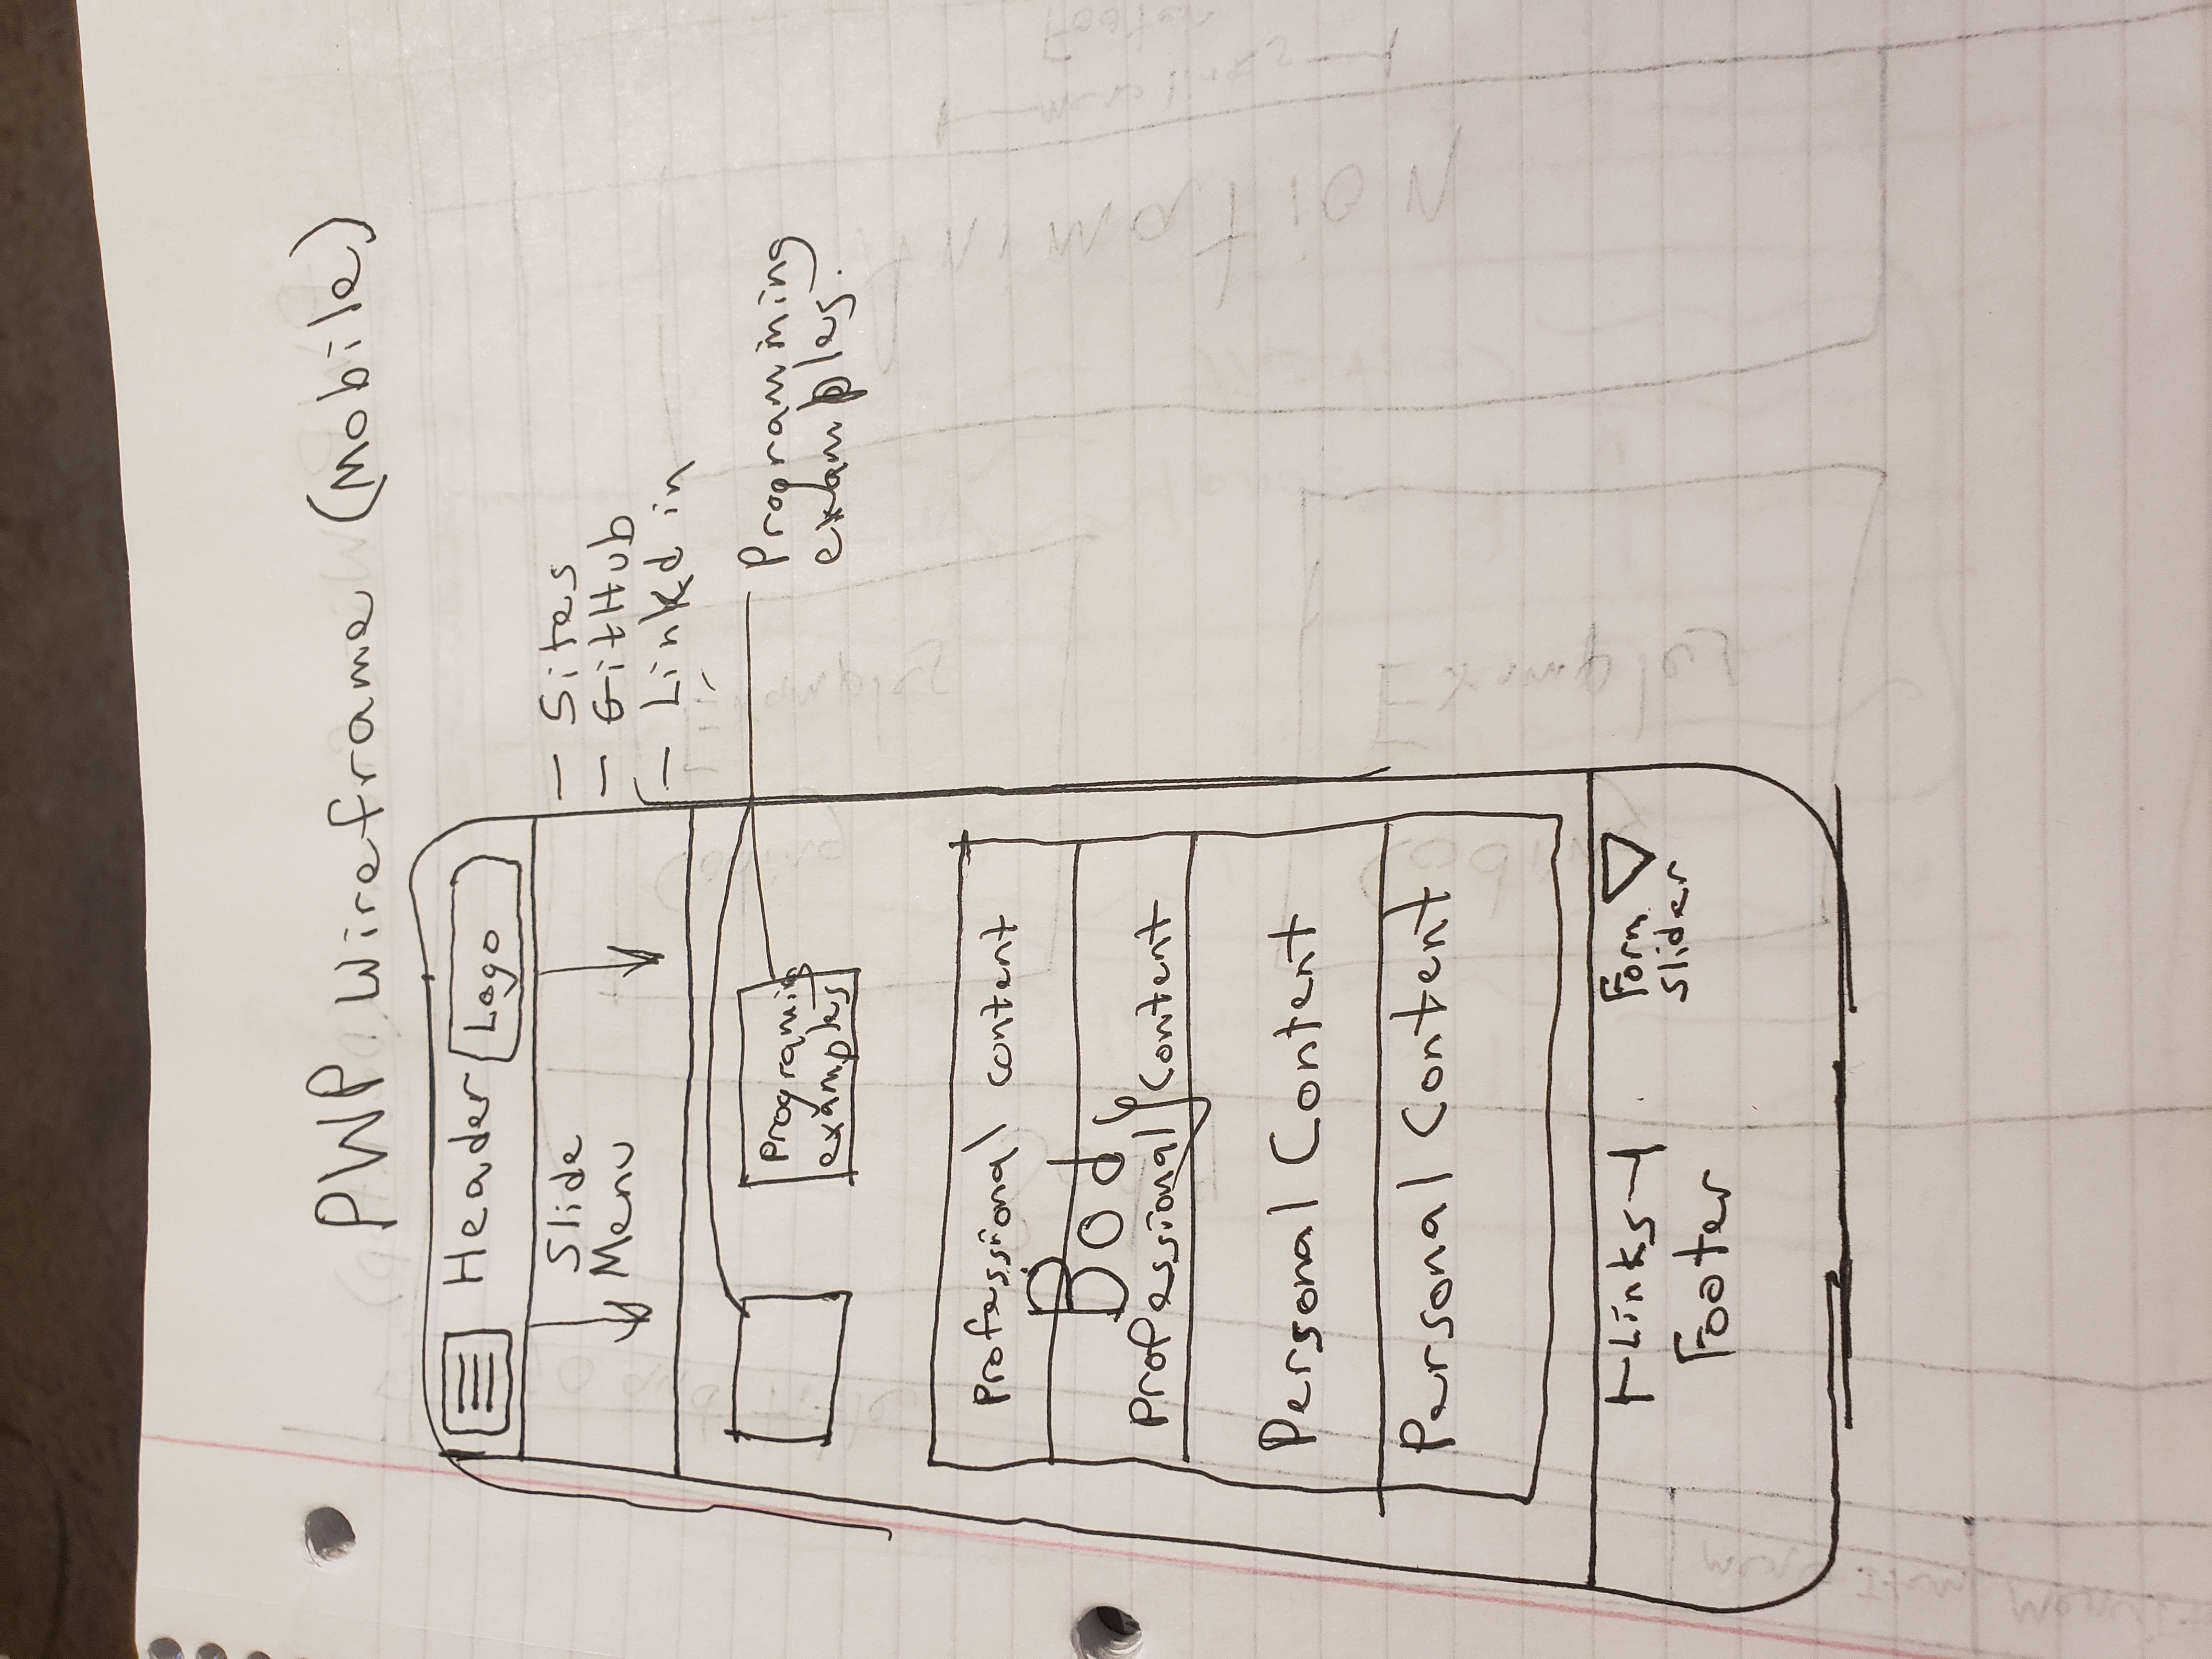 PWP Wireframe (Mobile)
Header Logo
Slide
Menu
- Sites
- GitHub
- Linkd in
Programing
examples
Programming
examples.
Professional content
Body
Professional Content
Personal Content
Personal Content
Links
Footer
Form
slider